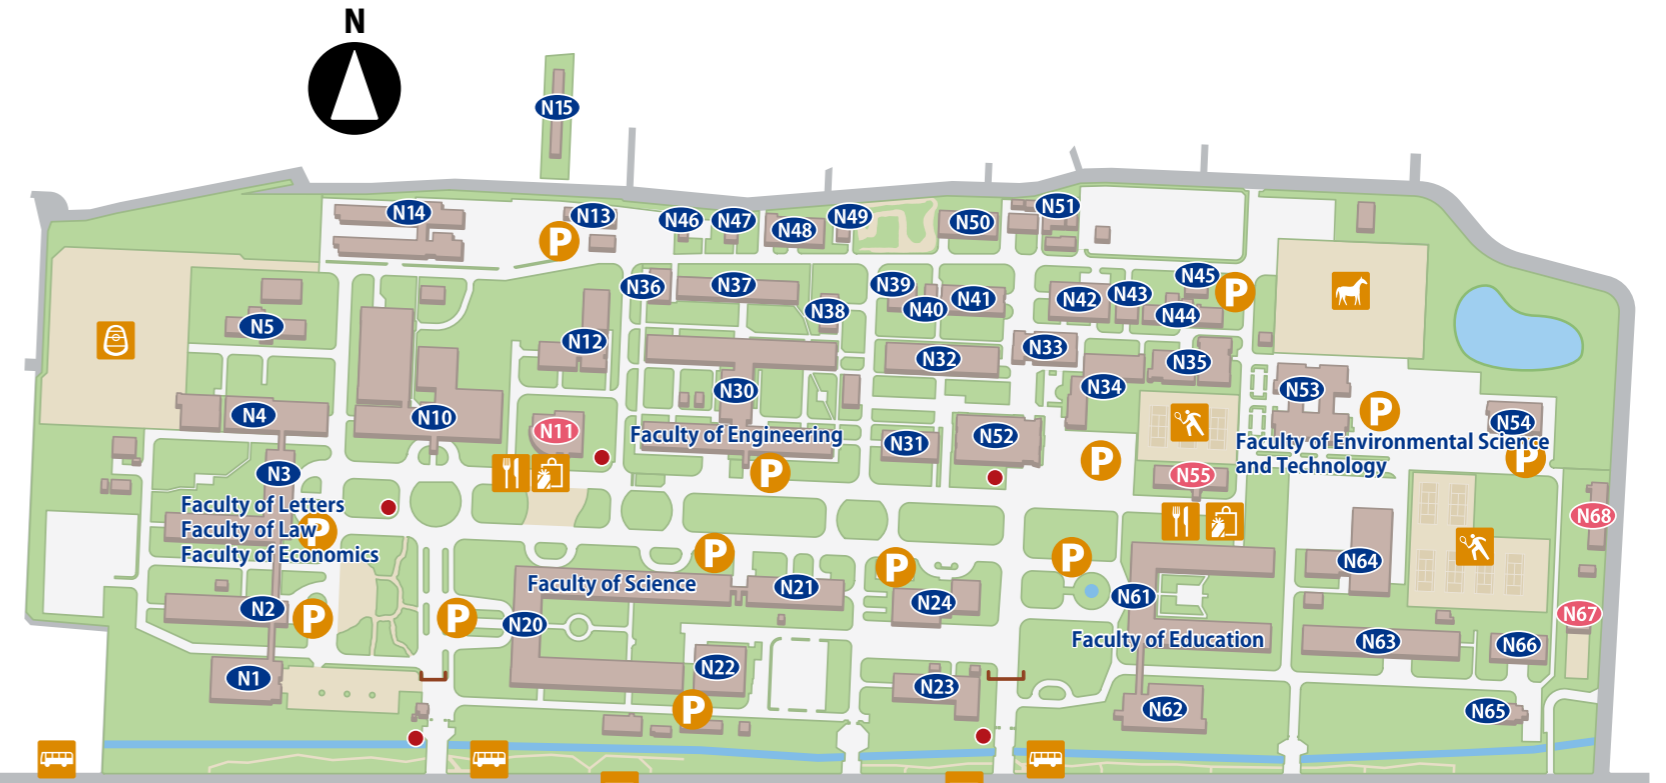 N
N15
N14
N13
N46
N47
N48
N49
N50
N51
P
N36
N37
N38
N39
N40
N41
N42
N43
N45
N44
P
N5
N12
N32
N33
N35
N34
N53
P
N30
N4
N10
N11
Faculty of Engineering
N31
N52
N54
Faculty of Environmental Science
and Technology
P
P
P
N3
N55
Faculty of Letters
Faculty of Law
Faculty of Economics
P
N68
P
P
P
N64
Faculty of Science
N21
N24
N61
N2
P
P
N20
N67
Faculty of Education
N63
N66
N1
N22
N23
P
N62
N65